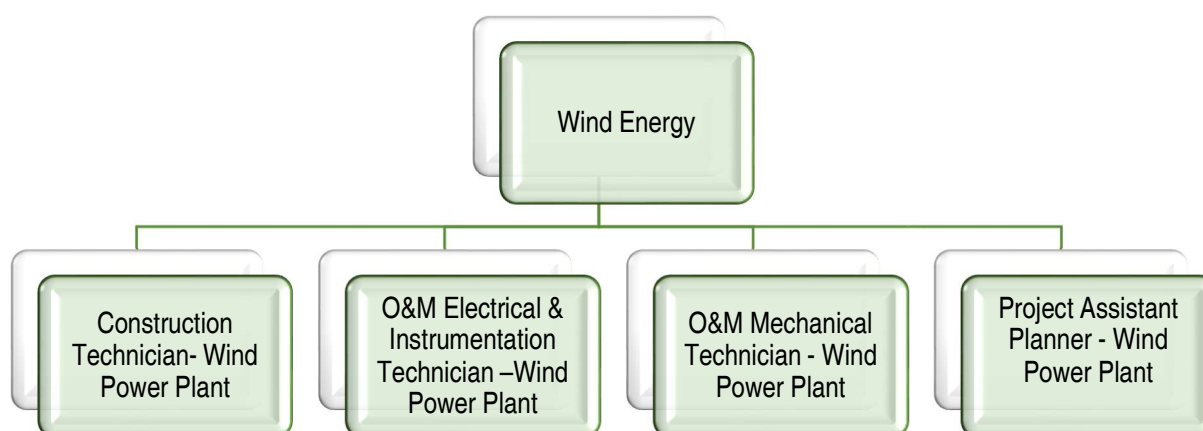 Wind Energy
Construction
Technician- Wind
Power Plant
O&M Electrical &
Instrumentation
Technician –Wind
Power Plant
O&M Mechanical
Technician - Wind
Power Plant
Project Assistant
Planner - Wind
Power Plant